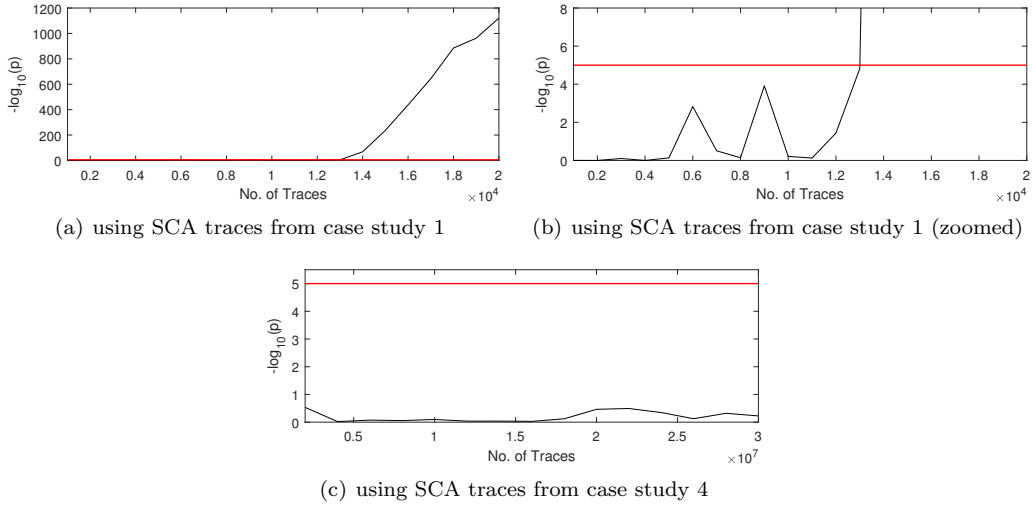 1200
1000
800
600
400
200
0
-log10(p)
0.2 0.4 0.6 0.8 1 1.2 1.4 1.6 1.8 2
No. of Traces
×10^4
(a) using SCA traces from case study 1
8
6
5
4
2
0
-log10(p)
0.2 0.4 0.6 0.8 1 1.2 1.4 1.6 1.8 2
No. of Traces
×10^4
(b) using SCA traces from case study 1 (zoomed)
5
4
3
2
1
0
-log10(p)
0.5 1 1.5 2 2.5 3
No. of Traces
×10^7
(c) using SCA traces from case study 4